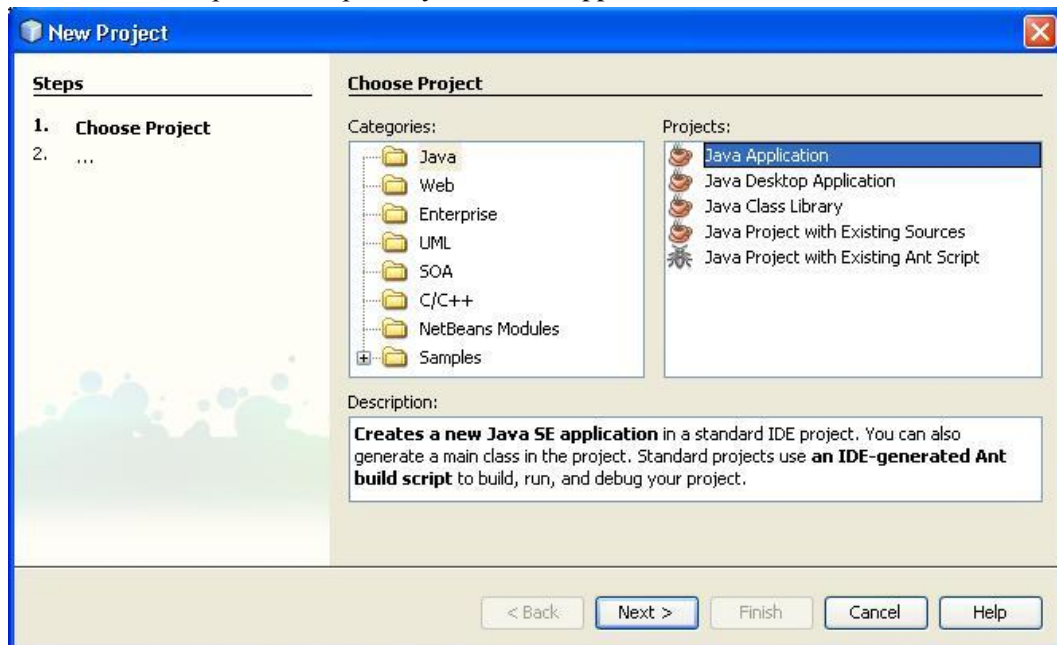 New Project
Steps
1. Choose Project
2. ...
Choose Project
Categories:
Java
Web
Enterprise
UML
SOA
C/C++
NetBeans Modules
Samples
Projects:
Java Application
Java Desktop Application
Java Class Library
Java Project with Existing Sources
Java Project with Existing Ant Script
Description:
Creates a new Java SE application in a standard IDE project. You can also
generate a main class in the project. Standard projects use an IDE-generated Ant
build script to build, run, and debug your project.
< Back
Next >
Finish
Cancel
Help